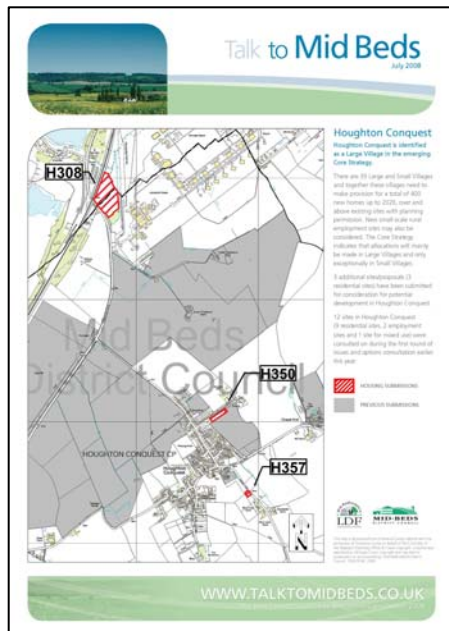 Talk to Mid Beds
July 2008
Houghton Conquest
Houghton Conquest is identified
as a Large Village in the emerging
Core Strategy.
There are 39 Large and Small Villages
and together these villages need to
make provision for a total of 400
new homes up to 2026, over and
above existing sites with planning
permission. New small-scale rural
employment sites may also be
considered. The Core Strategy
indicates that allocations will mainly
be made in Large Villages and only
exceptionally in Small Villages.
3 additional sites/proposals (3
residential sites) have been submitted
for consideration for potential
development in Houghton Conquest
12 sites in Houghton Conquest
(9 residential sites, 2 employment
sites and 1 site for mixed use) were
consulted on during the first round of
issues and options consultation earlier
this year.
HOUSING SUBMISSIONS
PREVIOUS SUBMISSIONS
H308
Mid Beds
District Council
H350
HOUGHTON CONQUEST CP
H357
LDF
MID-BEDS
DISTRICT COUNCIL
WWW.TALKTOMIDBEDS.CO.UK